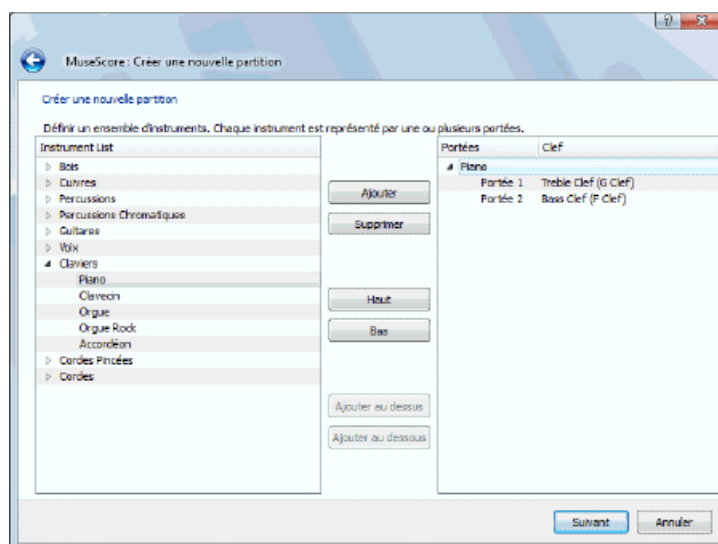 MuseScore : Créer une nouvelle partition
Créer une nouvelle partition
Définir un ensemble d'instruments. Chaque instrument est représenté par une ou plusieurs portées.
Instrument List
Bois
Cuivres
Percussions
Percussions Chromatiques
Guitares
Voix
Claviers
Piano
Clavecin
Orgue
Orgue Rock
Accordéon
Cordes Pincées
Cordes
Ajouter
Supprimer
Haut
Bas
Ajouter au dessus
Ajouter au dessous
Portées Clef
Piano
Portée 1 Treble Clef (G Clef)
Portée 2 Bass Clef (F Clef)
Suivant Annuler